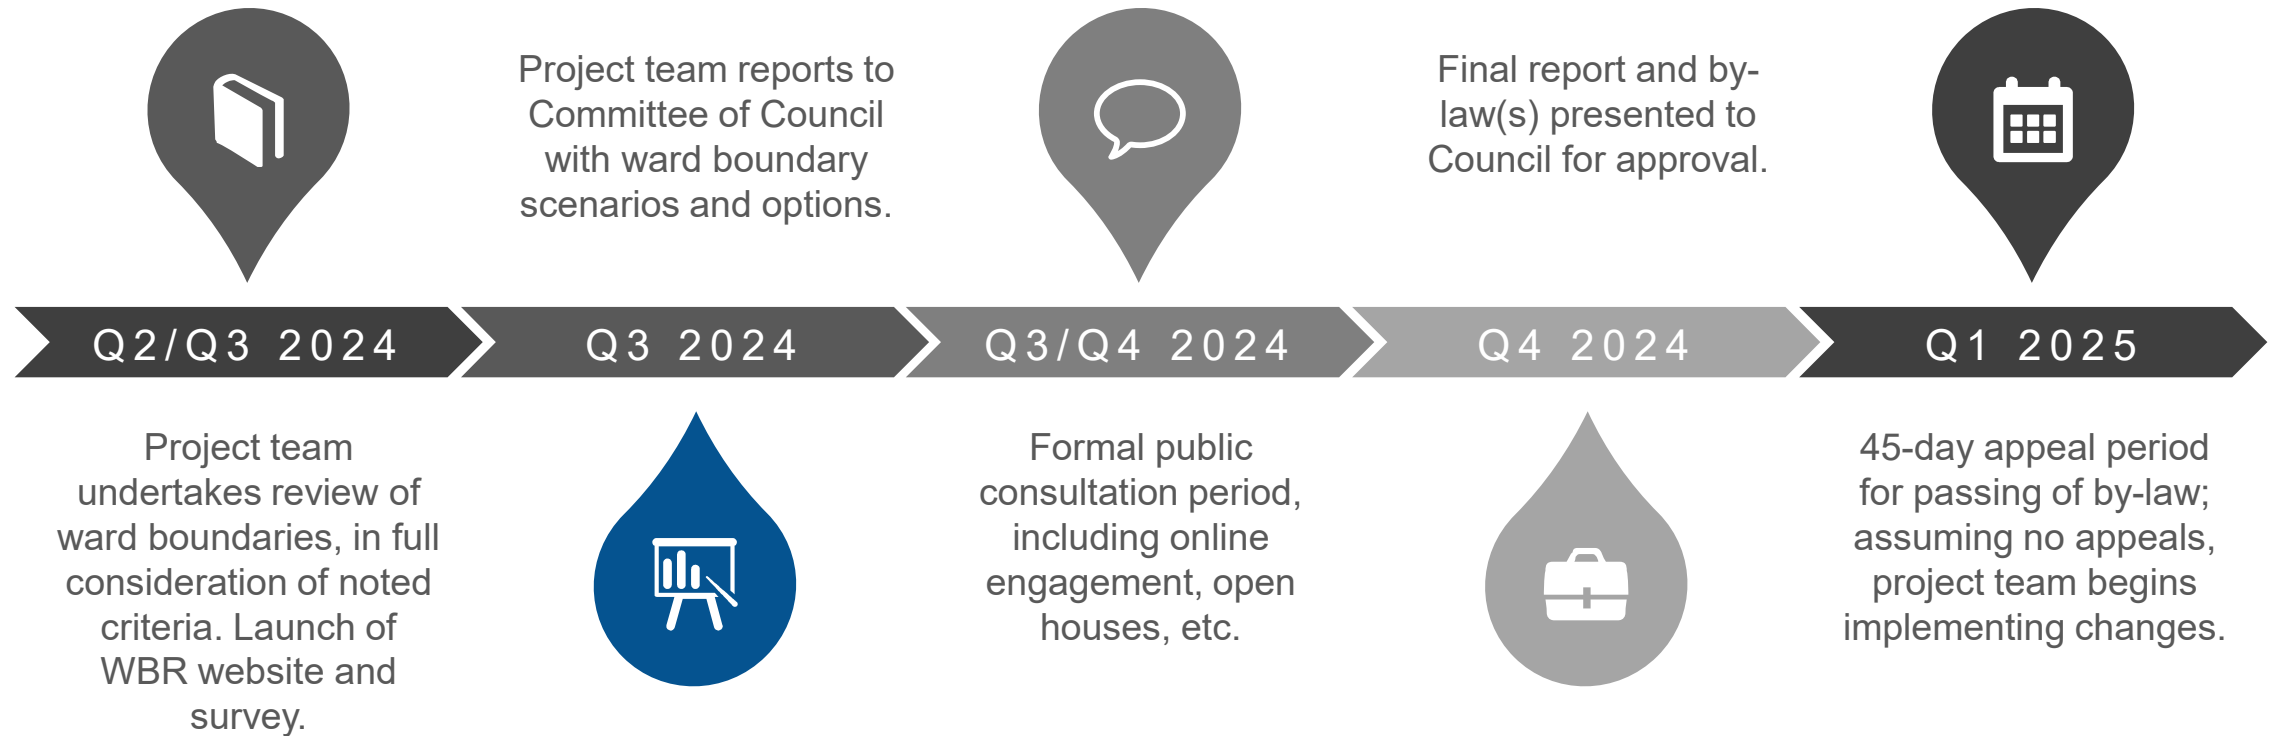 Project team reports to
Committee of Council
with ward boundary
scenarios and options.
Final report and by-
law(s) presented to
Council for approval.
Q2/Q3 2024
Q3 2024
Q3/Q4 2024
Q4 2024
Q1 2025
Project team
undertakes review of
ward boundaries, in full
consideration of noted
criteria. Launch of
WBR website and
survey.
Formal public
consultation period,
including online
engagement, open
houses, etc.
45-day appeal period
for passing of by-law;
assuming no appeals,
project team begins
implementing changes.